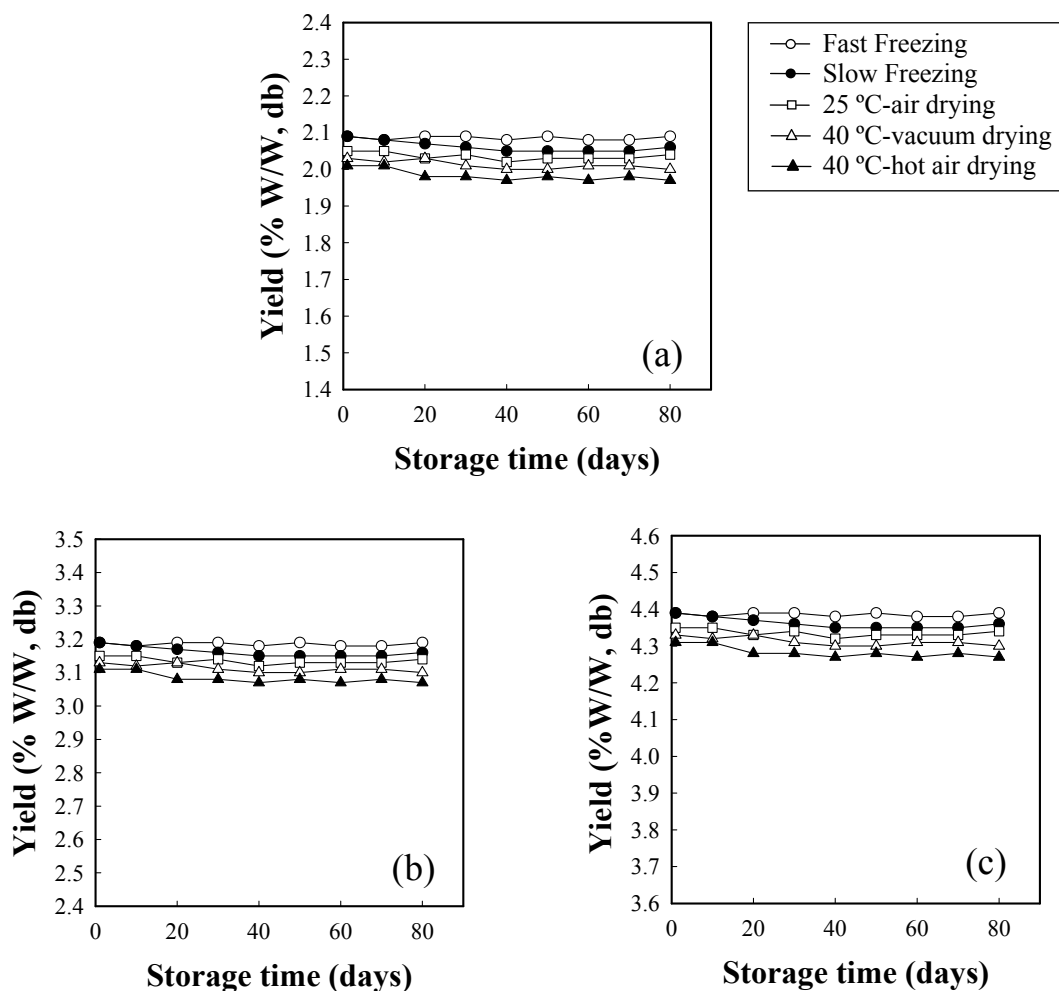 2.4
2.3
2.2
2.1
2.0
1.9
1.8
1.7
1.6
1.5
1.4
Yield (% W/W, db)
0 20 40 60 80
Storage time (days)
(a)
Fast Freezing
Slow Freezing
25 ºC-air drying
40 ºC-vacuum drying
40 ºC-hot air drying
3.5
3.4
3.3
3.2
3.1
3.0
2.9
2.8
2.7
2.6
2.5
2.4
Yield (% W/W, db)
0 20 40 60 80
Storage time (days)
(b)
4.6
4.5
4.4
4.3
4.2
4.1
4.0
3.9
3.8
3.7
3.6
Yield (%W/W, db)
0 20 40 60 80
Storage time (days)
(c)